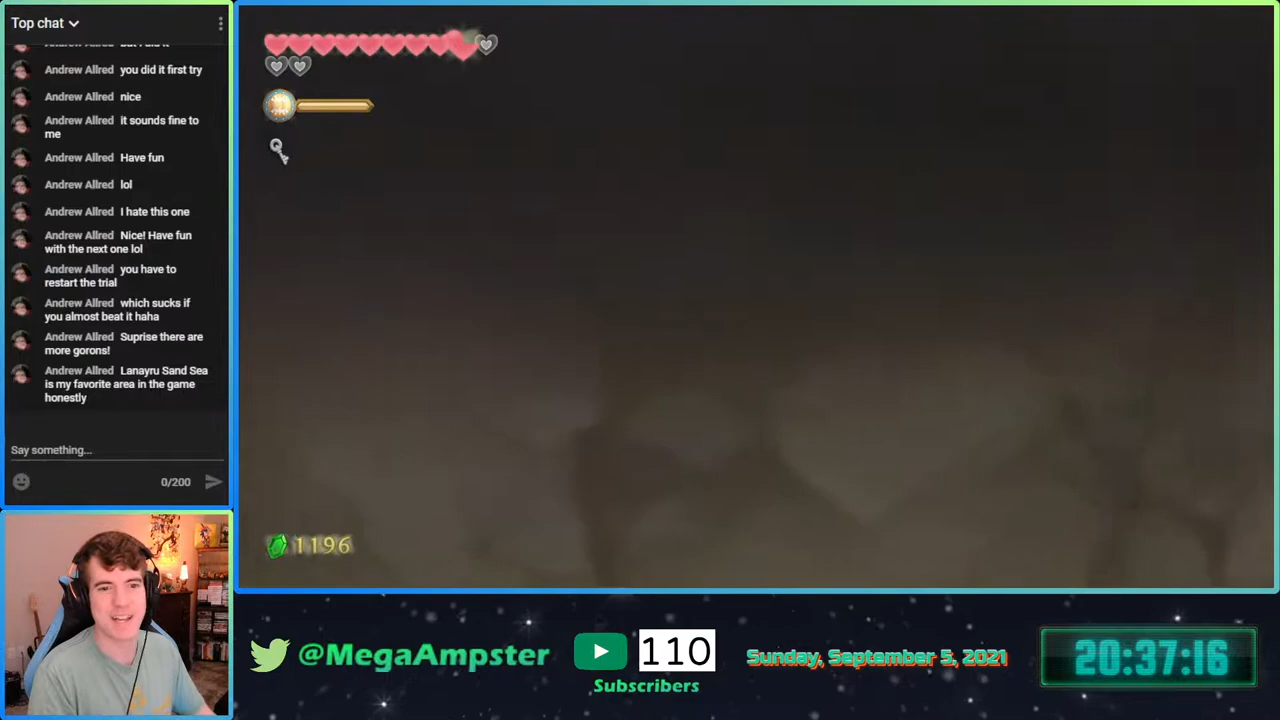 Top chat
Andrew Allred you did it first try
Andrew Allred nice
Andrew Allred it sounds fine to
me
Andrew Allred Have fun
Andrew Allred lol
Andrew Allred I hate this one
Andrew Allred Nice! Have fun
with the next one lol
Andrew Allred you have to
restart the trial
Andrew Allred which sucks if
you almost beat it haha
Andrew Allred Suprise there are
more gorons!
Andrew Allred Lanayru Sand Sea
is my favorite area in the game
honestly
Say something...
0/200
1196
@MegaAmpster
110
Subscribers
Sunday, September 5, 2021
20:37:16